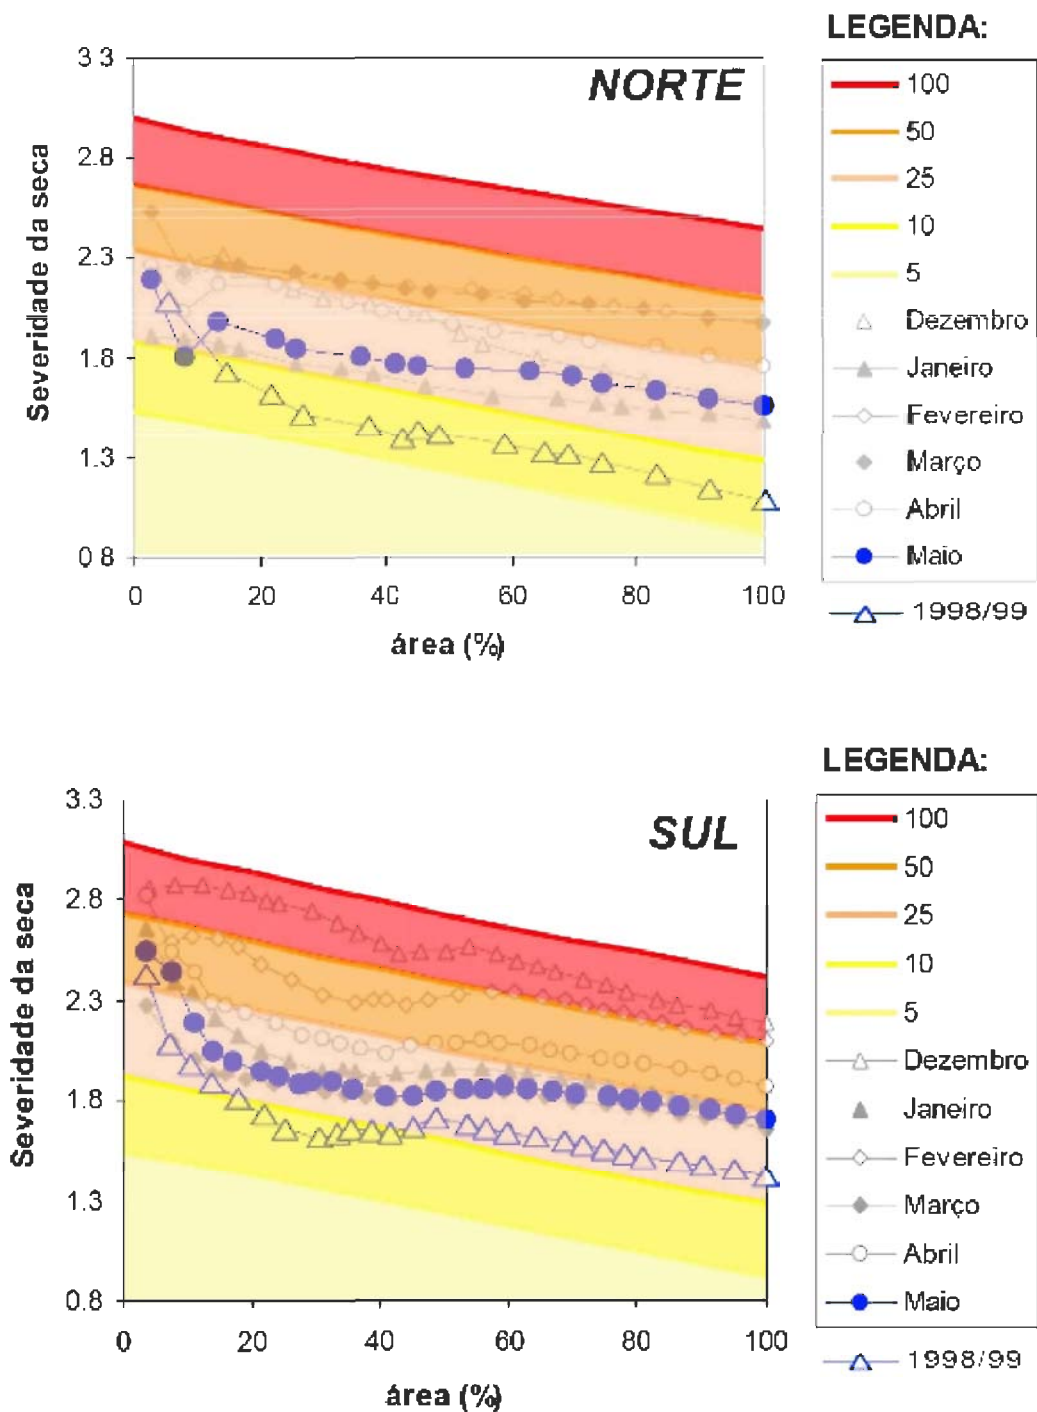 LEGENDA:
NORTE
3.3
2.8
2.3
1.8
1.3
0 8
Severidade da seca
0 20 40 60 80 100
área (%)
100
50
25
10
5
Dezembro
Janeiro
Fevereiro
Março
Abril
Maio
1998/99
LEGENDA:
SUL
3.3
2.8
2.3
1.8
1.3
0.8
Severidade da seca
0 20 40 60 80 100
área (%)
100
50
25
10
5
Dezembro
Janeiro
Fevereiro
Março
Abril
Maio
1998/99